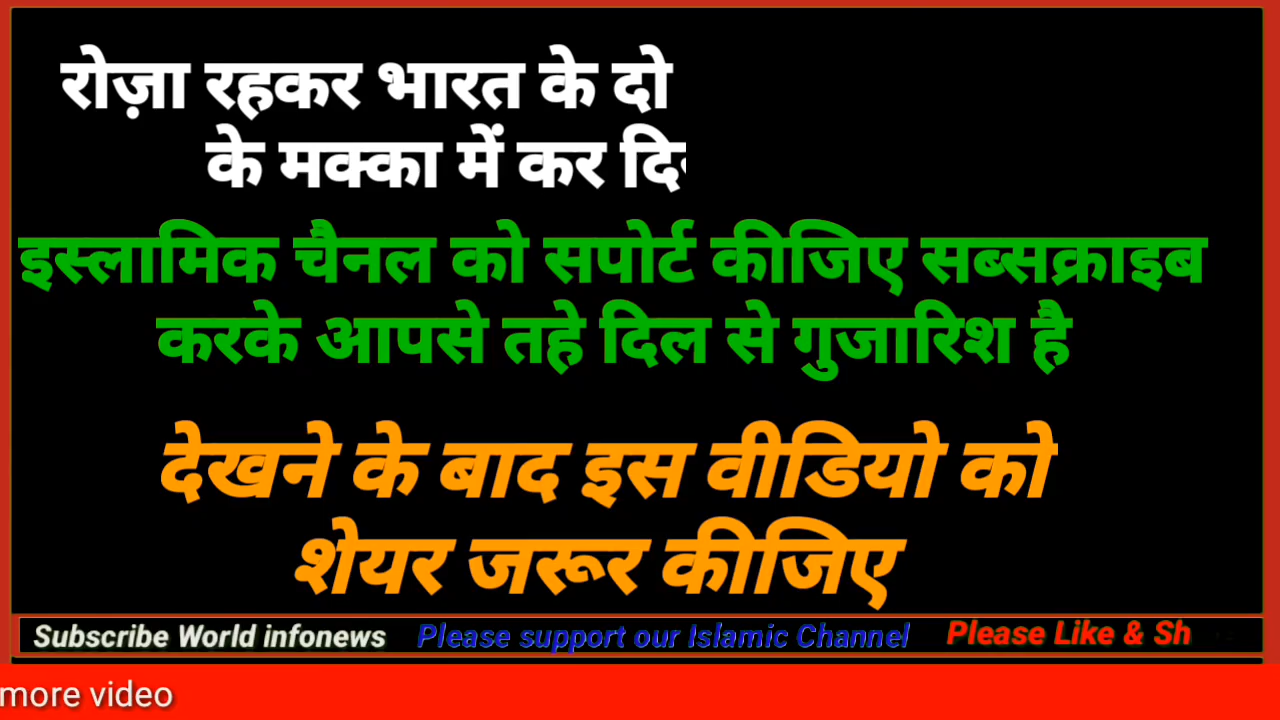 रोज़ा रहकर भारत के दो
के मक्का में कर
इस्लामिक चैनल को सपोर्ट कीजिए सब्सक्राइब
करके आपसे तहे दिल से गुजारिश है
देखने के बाद इस वीडियो को
शेयर जरूर कीजिए
Subscribe World infonews Please support our Islamic Channel Please Like & Sh
more video